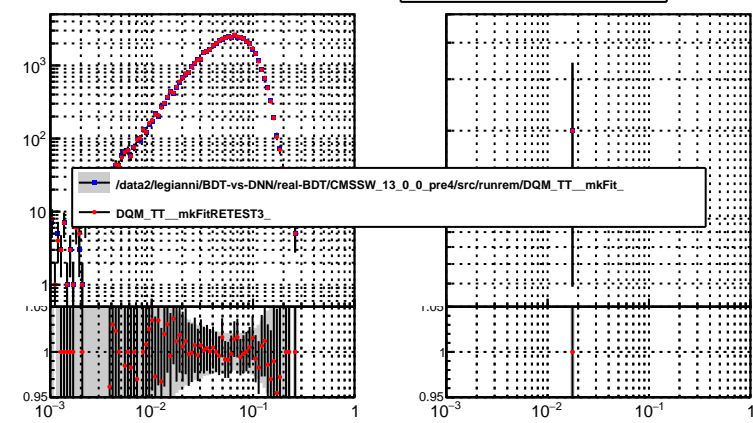 10³
10²
10
1
/data2/legianni/BDT-vs-DNN/real-BDT/CMSSW_13_0_0_pre4/src/runrem/DQM_TT__mkFit_
DQM_TT__mkFitRETEST3_
1.05 1.05
1 1
0.95 0.95
10⁻³ 10⁻² 10⁻¹ 1 10⁻³ 10⁻² 10⁻¹ 1